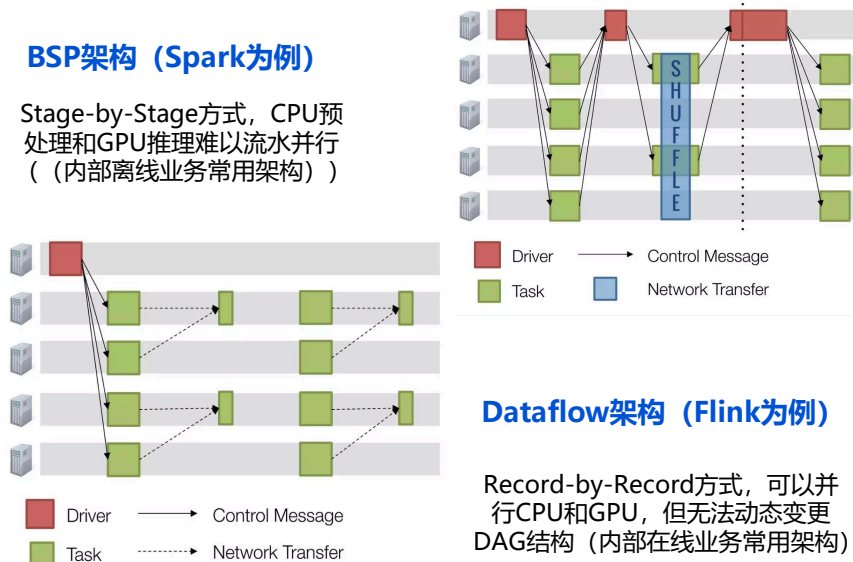 BSP架构（Spark为例）
Stage-by-Stage方式，CPU预
处理和GPU推理难以流水并行
（（内部离线业务常用架构））
SHUFFLE
Driver
Control Message
Task
Network Transfer
Driver
Control Message
Task
Network Transfer
Dataflow架构（Flink为例）
Record-by-Record方式，可以并
行CPU和GPU，但无法动态变更
DAG结构（内部在线业务常用架构）